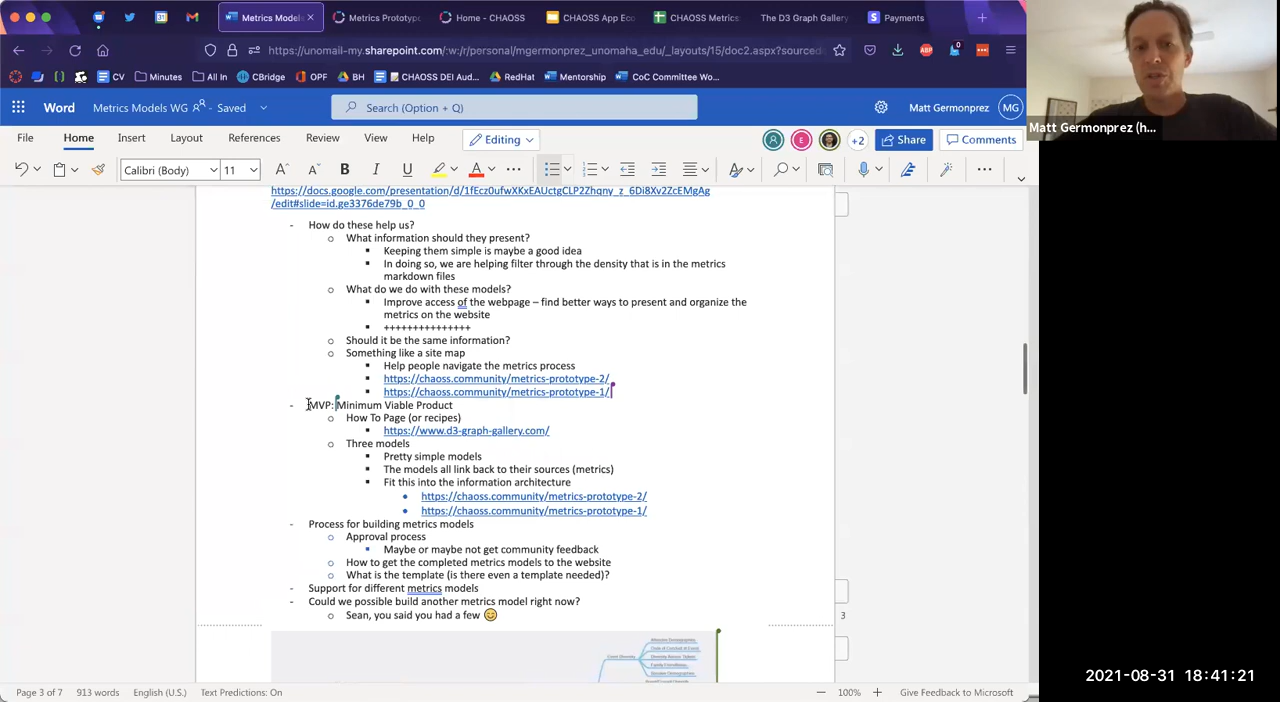 Metrics Model
Metrics Prototype
Home - CHAOSS
CHAOSS App Eco
CHAOSS Metrics
The D3 Graph Gallery
Payments
https://unomail-my.sharepoint.com/:w:/r/personal/mgermonprez_unomaha_edu/_layouts/15/doc2.aspx?sourced
CV
Minutes
All In
CBridge
OPF
BH
CHAOSS DEI Aud...
RedHat
Mentorship
CoC Committee Wo...
Word
Metrics Models WG
- Saved
Search (Option + Q)
Matt Germonprez
MG
File
Home
Insert
Layout
References
Review
View
Help
Editing
A
E
+2
Share
Comments
Calibri (Body)
11
B
I
U
https://docs.google.com/presentation/d/1fEcz0ufwXKxEAUctgCLP2Zhqny_z_6Di8Xv2ZcEMgAg
/edit#slide=id.ge3376de79b_0_0
- How do these help us?
o What information should they present?
▪ Keeping them simple is maybe a good idea
▪ In doing so, we are helping filter through the density that is in the metrics
markdown files
o What do we do with these models?
▪ Improve access of the webpage – find better ways to present and organize the
metrics on the website
▪ +++++++++++++++
o Should it be the same information?
o Something like a site map
▪ Help people navigate the metrics process
▪ https://chaoss.community/metrics-prototype-2/
▪ https://chaoss.community/metrics-prototype-1/
- MVP: Minimum Viable Product
o How To Page (or recipes)
▪ https://www.d3-graph-gallery.com/
o Three models
▪ Pretty simple models
▪ The models all link back to their sources (metrics)
▪ Fit this into the information architecture
• https://chaoss.community/metrics-prototype-2/
• https://chaoss.community/metrics-prototype-1/
- Process for building metrics models
o Approval process
▪ Maybe or maybe not get community feedback
o How to get the completed metrics models to the website
o What is the template (is there even a template needed)?
- Support for different metrics models
- Could we possible build another metrics model right now?
o Sean, you said you had a few 😊
3
Page 3 of 7
913 words
English (U.S.)
Text Predictions: On
100%
Give Feedback to Microsoft
Matt Germonprez (h...
2021-08-31 18:41:21